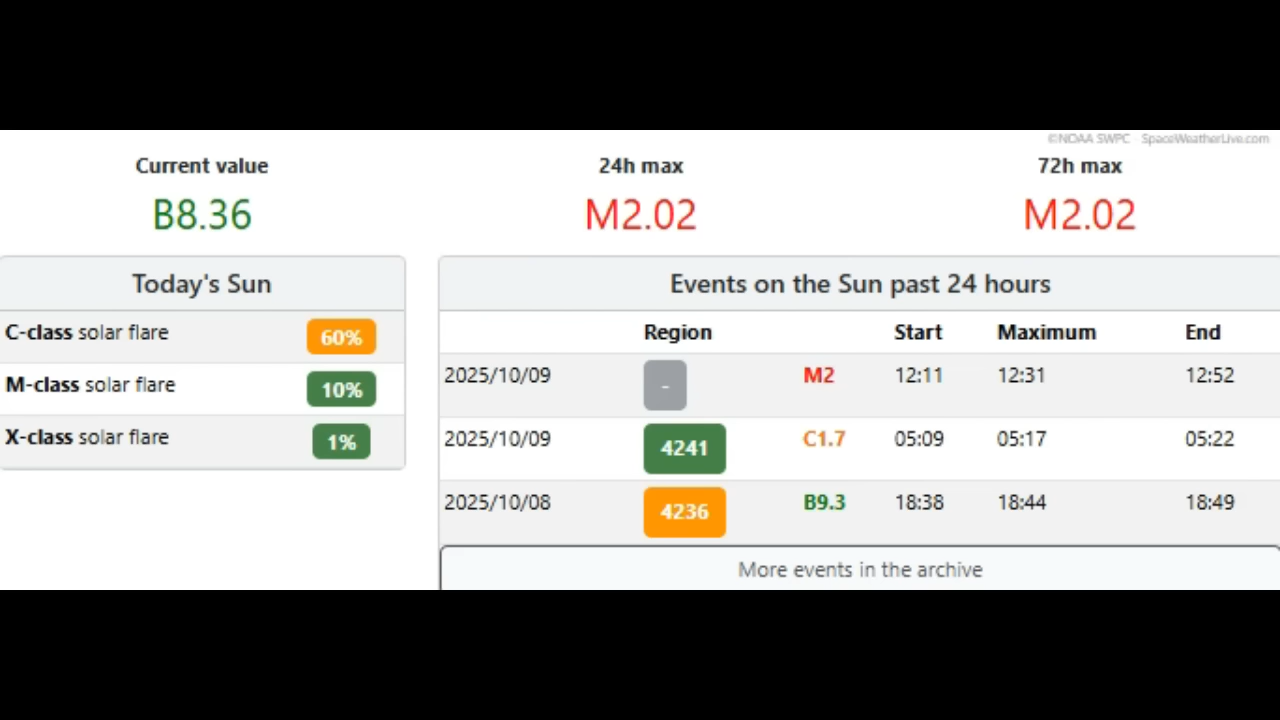 ©NOAA SWPC SpaceWeatherLive.com
Current value 24h max 72h max
B8.36 M2.02 M2.02
Today's Sun
C-class solar flare 60%
M-class solar flare 10%
X-class solar flare 1%
Events on the Sun past 24 hours
Region Start Maximum End
2025/10/09 - M2 12:11 12:31 12:52
2025/10/09 4241 C1.7 05:09 05:17 05:22
2025/10/08 4236 B9.3 18:38 18:44 18:49
More events in the archive